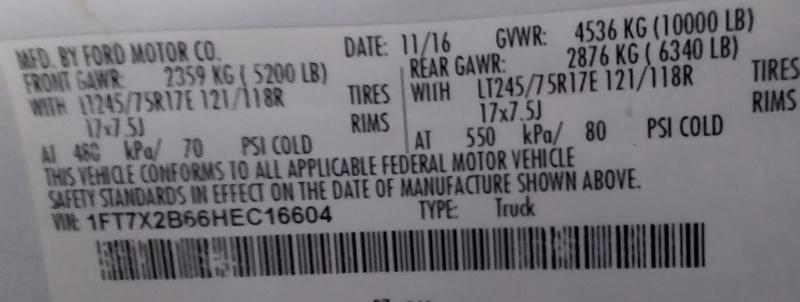 MFD. BY FORD MOTOR CO. DATE: 11/16 GVWR: 4536 KG (10000 LB)
FRONT GAWR: 2359 KG ( 5200 LB) REAR GAWR: 2876 KG ( 6340 LB)
WITH LT245/75R17E 121/118R TIRES WITH LT245/75R17E 121/118R TIRES
17x7.5J RIMS 17x7.5J RIMS
AT 480 kPa/ 70 PSI COLD AT 550 kPa/ 80 PSI COLD
THIS VEHICLE CONFORMS TO ALL APPLICABLE FEDERAL MOTOR VEHICLE
SAFETY STANDARDS IN EFFECT ON THE DATE OF MANUFACTURE SHOWN ABOVE.
VIN: 1FT7X2B66HEC16604 TYPE: Truck